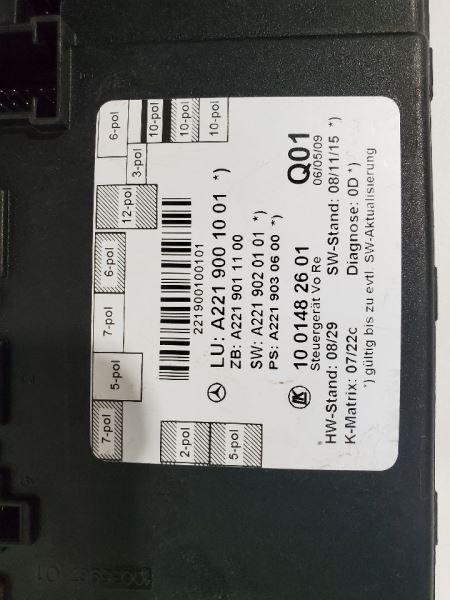 6-pol
10-pol
10-pol
10-pol
3-pol
12-pol
6-pol
7-pol
5-pol
7-pol
2-pol
5-pol
221900100101
LU: A221 900 10 01 *)
ZB: A221 901 11 00
SW: A221 902 01 01 *)
PS: A221 903 06 00 *)
Q01
06/05/09
10 0148 26 01
Steuergerät Vo Re
HW-Stand: 08/29 SW-Stand: 08/11/15 *)
K-Matrix: 07/22c Diagnose: 0D *)
*) gültig bis zu evtl. SW-Aktualisierung